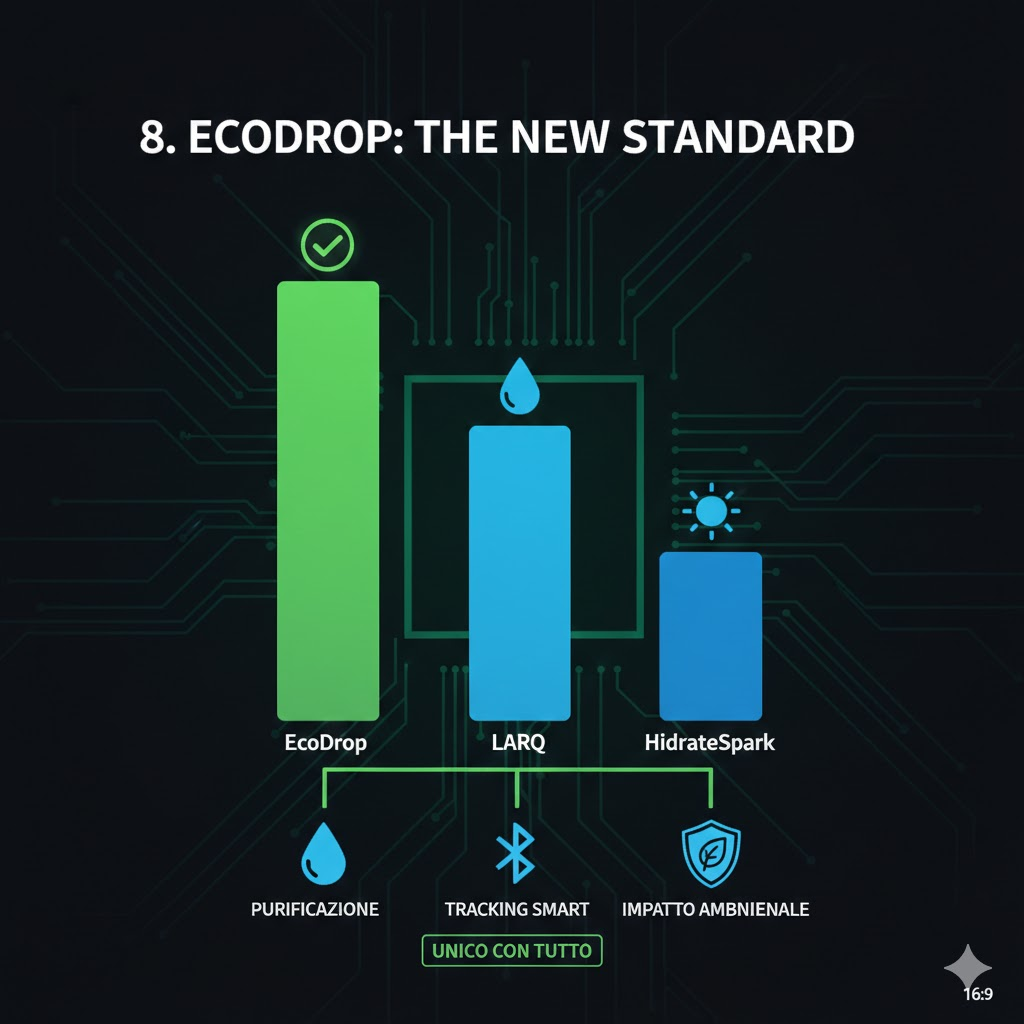 8. ECODROP: THE NEW STANDARD
EcoDrop
LARQ
HidrateSpark
PURIFICAZIONE
TRACKING SMART
IMPATTO AMBNIENALE
UNICO CON TUTTO
16:9